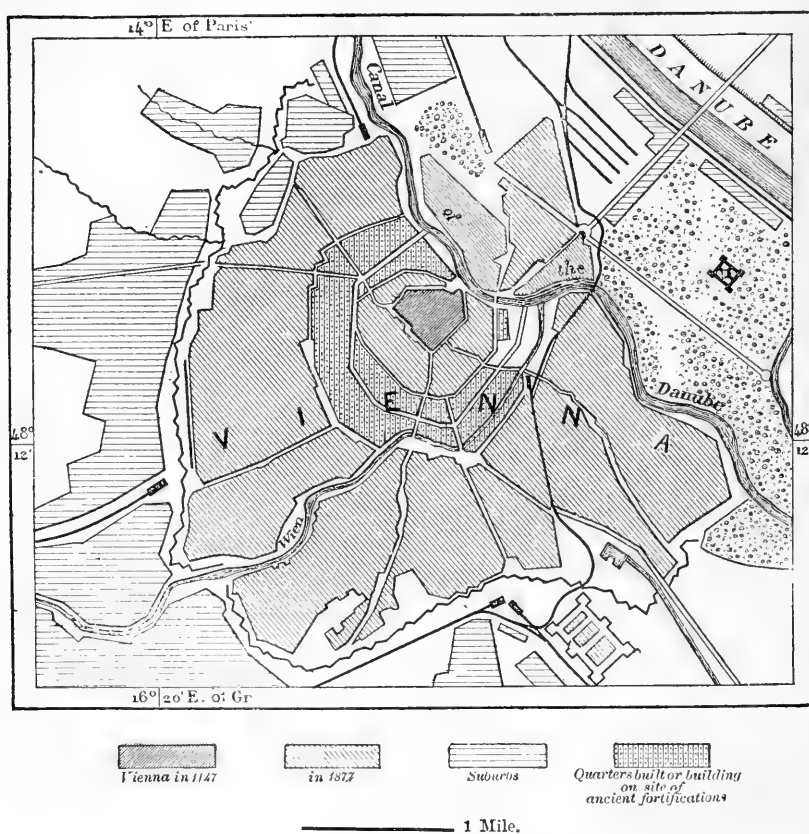 14° E of Paris
Canal
DANUBE
of
the
Danube
VIENNA
48°
12'
48°
12'
Wien
16° 20' E. of Gr
Vienna in 1147
in 1877
Suburbs
Quarters built or building
on site of
ancient fortifications
1 Mile.